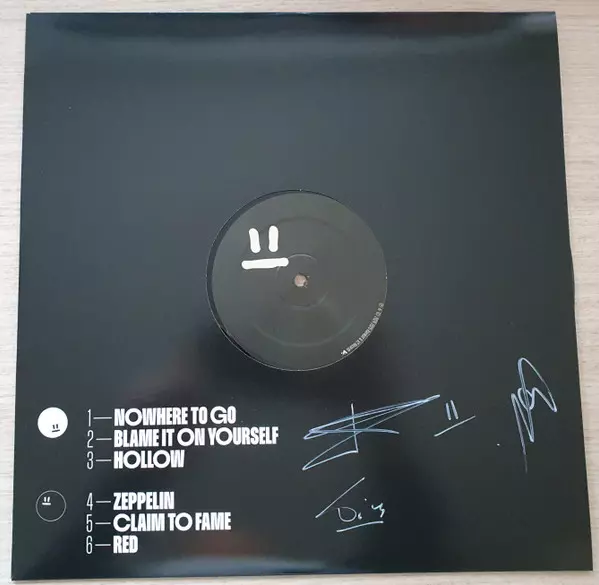 1—NOWHERE TO GO
2—BLAME IT ON YOURSELF
3—HOLLOW
4—ZEPPELIN
5—CLAIM TO FAME
6—RED